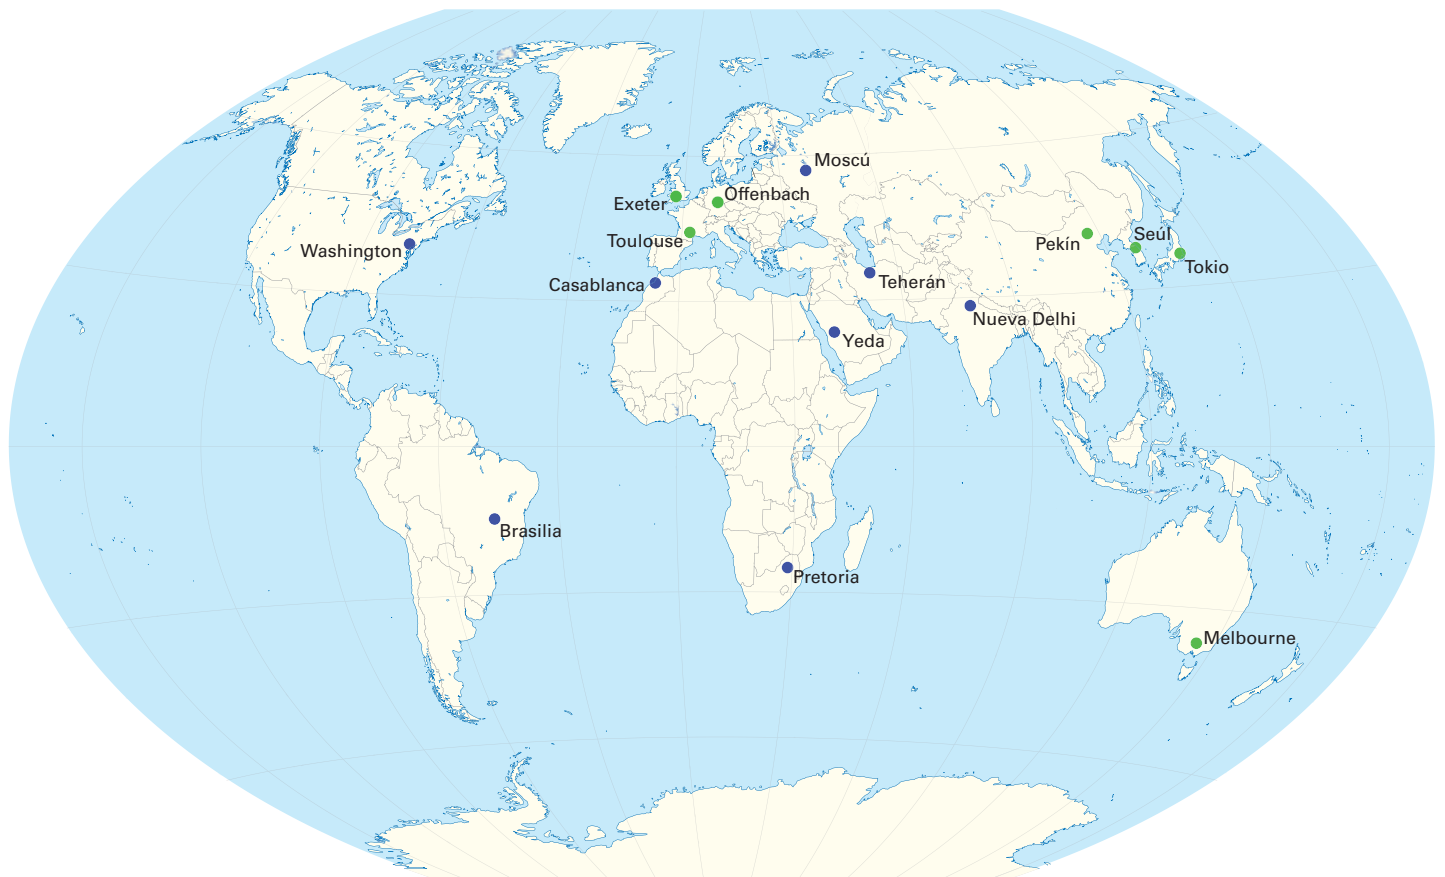 Moscú
Offenbach
Exeter
Toulouse
Pekín
Seúl
Tokio
Washington
Casablanca
Teherán
Nueva Delhi
Yeda
Brasilia
Pretoria
Melbourne